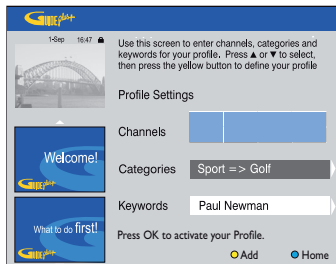 GUIDE plus+
1-Sep 16:47
Use this screen to enter channels, categories and
keywords for your profile. Press ▲ or ▼ to select,
then press the yellow button to define your profile
Profile Settings
Channels
Welcome!
GUIDE plus+
Categories Sport => Golf
Keywords Paul Newman
What to do first!
GUIDE plus+
Press OK to activate your Profile.
Add Home